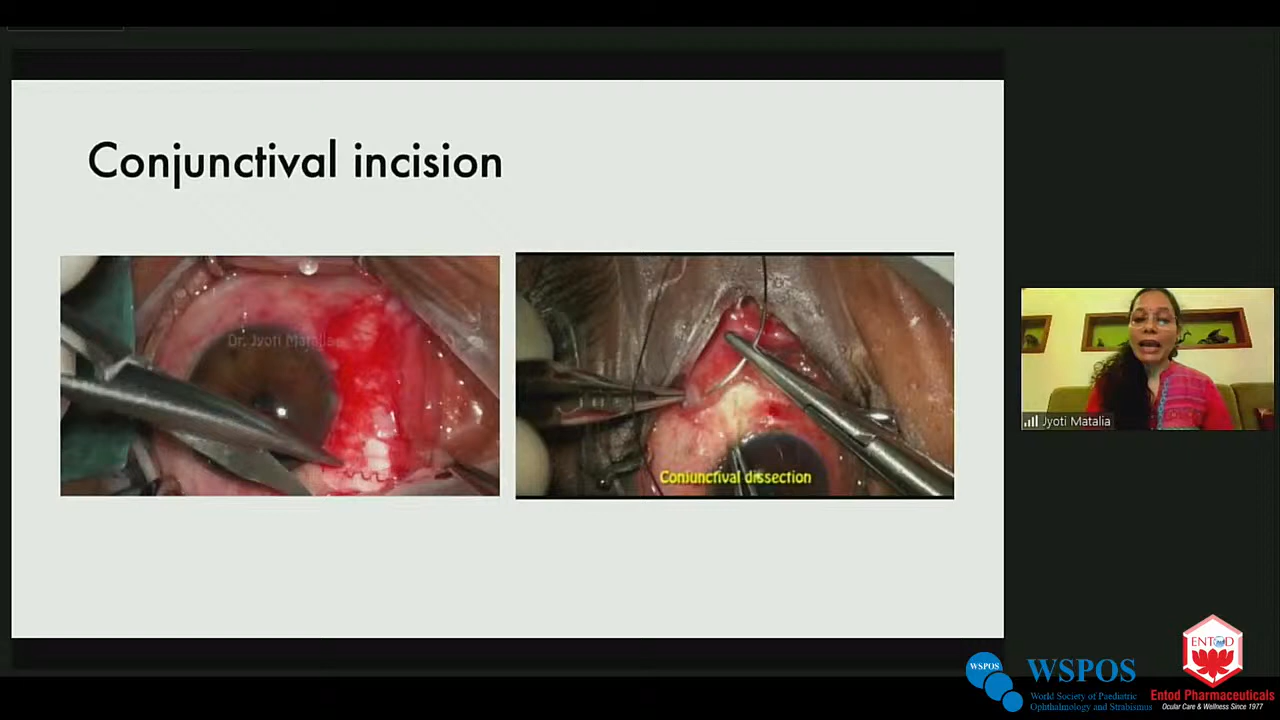 Conjunctival incision
Dr. Jyoti Matalia
Conjunctival dissection
Jyoti Matalia
WSPOS
WSPOS
World Society of Paediatric
Ophthalmology and Strabismus
ENTOD
Entod Pharmaceuticals
Ocular Care & Wellness Since 1977